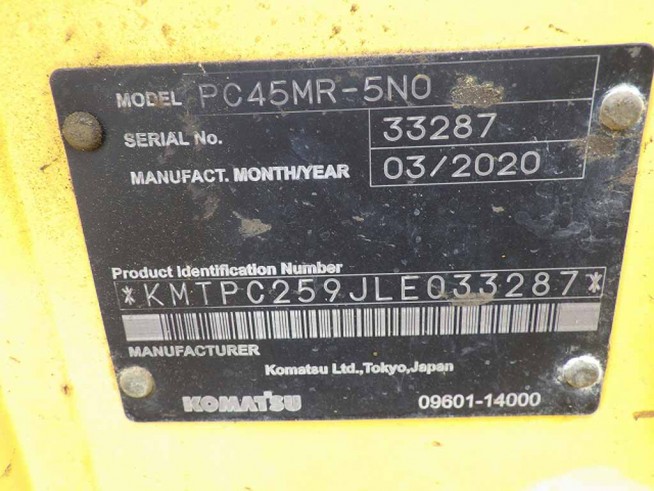 MODEL PC45MR-5N0
SERIAL No. 33287
MANUFACT. MONTH/YEAR 03/2020
Product Identification Number
*KMTPC259JLE033287*
MANUFACTURER
Komatsu Ltd.,Tokyo,Japan
KOMATSU 09601-14000